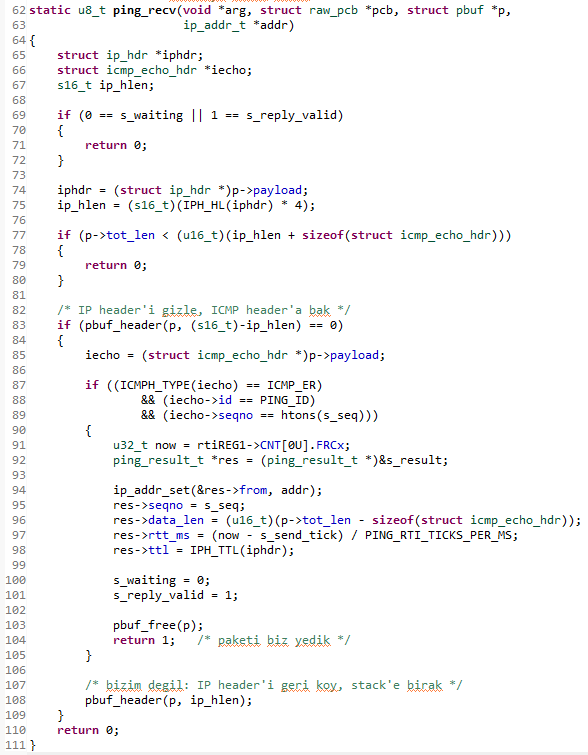 62 static u8_t ping_recv(void *arg, struct raw_pcb *pcb, struct pbuf *p,
63                       ip_addr_t *addr)
64 {
65     struct ip_hdr *iphdr;
66     struct icmp_echo_hdr *iecho;
67     s16_t ip_hlen;
68
69     if (0 == s_waiting || 1 == s_reply_valid)
70     {
71         return 0;
72     }
73
74     iphdr = (struct ip_hdr *)p->payload;
75     ip_hlen = (s16_t)(IPH_HL(iphdr) * 4);
76
77     if (p->tot_len < (u16_t)(ip_hlen + sizeof(struct icmp_echo_hdr)))
78     {
79         return 0;
80     }
81
82     /* IP header'i gizle, ICMP header'a bak */
83     if (pbuf_header(p, (s16_t)-ip_hlen) == 0)
84     {
85         iecho = (struct icmp_echo_hdr *)p->payload;
86
87         if ((ICMPH_TYPE(iecho) == ICMP_ER)
88                 && (iecho->id == PING_ID)
89                 && (iecho->seqno == htons(s_seq)))
90         {
91             u32_t now = rtiREG1->CNT[0U].FRCx;
92             ping_result_t *res = (ping_result_t *)&s_result;
93
94             ip_addr_set(&res->from, addr);
95             res->seqno = s_seq;
96             res->data_len = (u16_t)(p->tot_len - sizeof(struct icmp_echo_hdr));
97             res->rtt_ms = (now - s_send_tick) / PING_RTI_TICKS_PER_MS;
98             res->ttl = IPH_TTL(iphdr);
99
100             s_waiting = 0;
101             s_reply_valid = 1;
102
103             pbuf_free(p);
104             return 1;   /* paketi biz yedik */
105         }
106
107         /* bizim degil: IP header'i geri koy, stack'e birak */
108         pbuf_header(p, ip_hlen);
109     }
110     return 0;
111 }